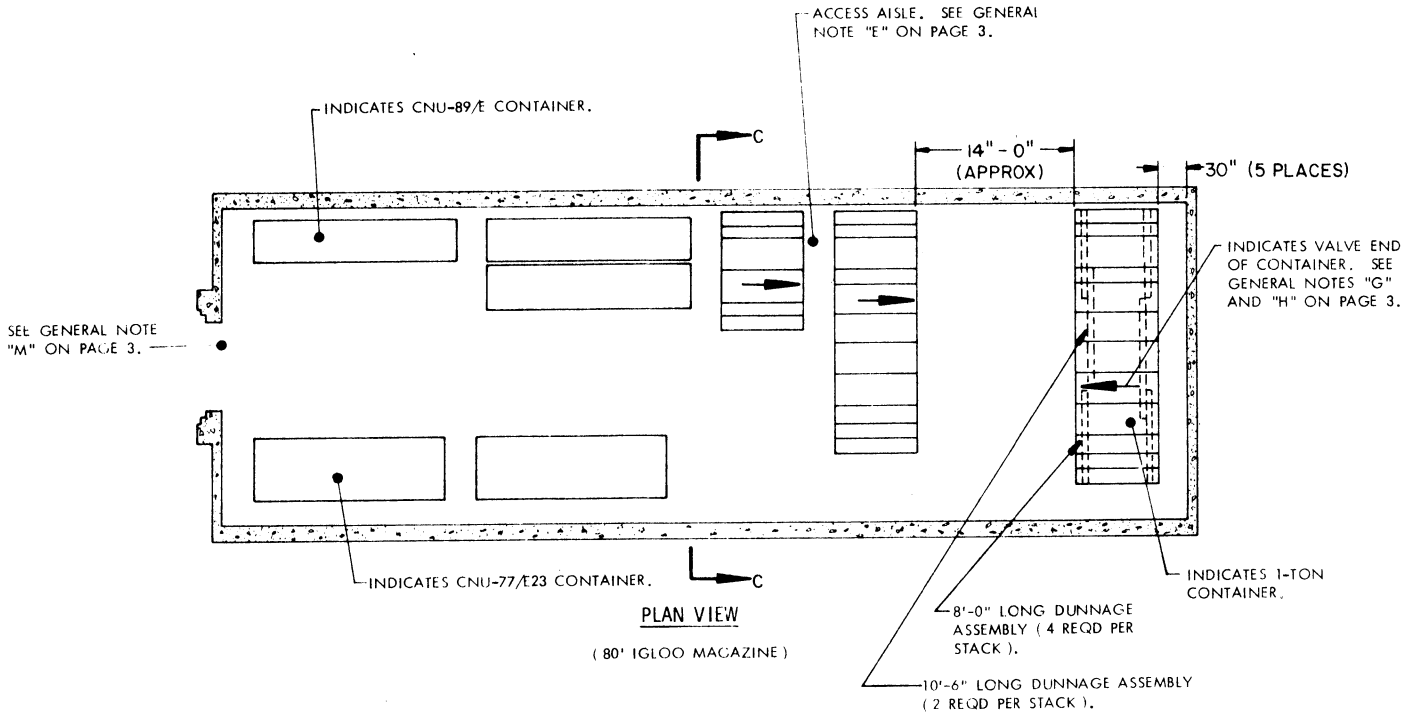 ACCESS AISLE. SEE GENERAL
NOTE "E" ON PAGE 3.
INDICATES CNU-89/E CONTAINER.
C
14" - 0"
(APPROX)
30" (5 PLACES)
INDICATES VALVE END
OF CONTAINER. SEE
GENERAL NOTES "G"
AND "H" ON PAGE 3.
SEE GENERAL NOTE
"M" ON PAGE 3.
INDICATES CNU-77/E23 CONTAINER.
C
INDICATES 1-TON
CONTAINER.
PLAN VIEW
(80' IGLOO MAGAZINE)
8'-0" LONG DUNNAGE
ASSEMBLY (4 REQD PER
STACK).
10'-6" LONG DUNNAGE ASSEMBLY
(2 REQD PER STACK).